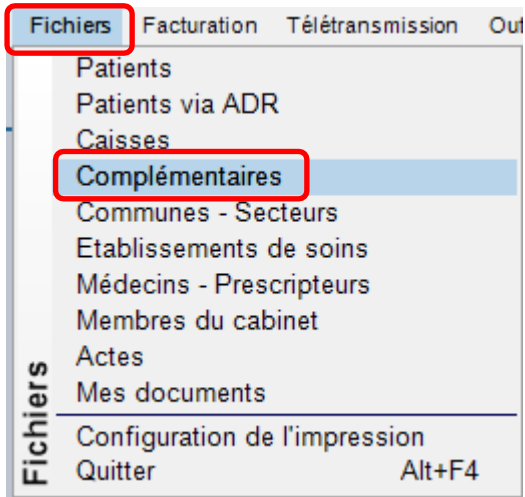 Fichiers Facturation Télétransmission Out
Patients
Patients via ADR
Caisses
Complémentaires
Communes - Secteurs
Etablissements de soins
Médecins - Prescripteurs
Membres du cabinet
Actes
Mes documents
Configuration de l'impression
Quitter Alt+F4
Fichiers